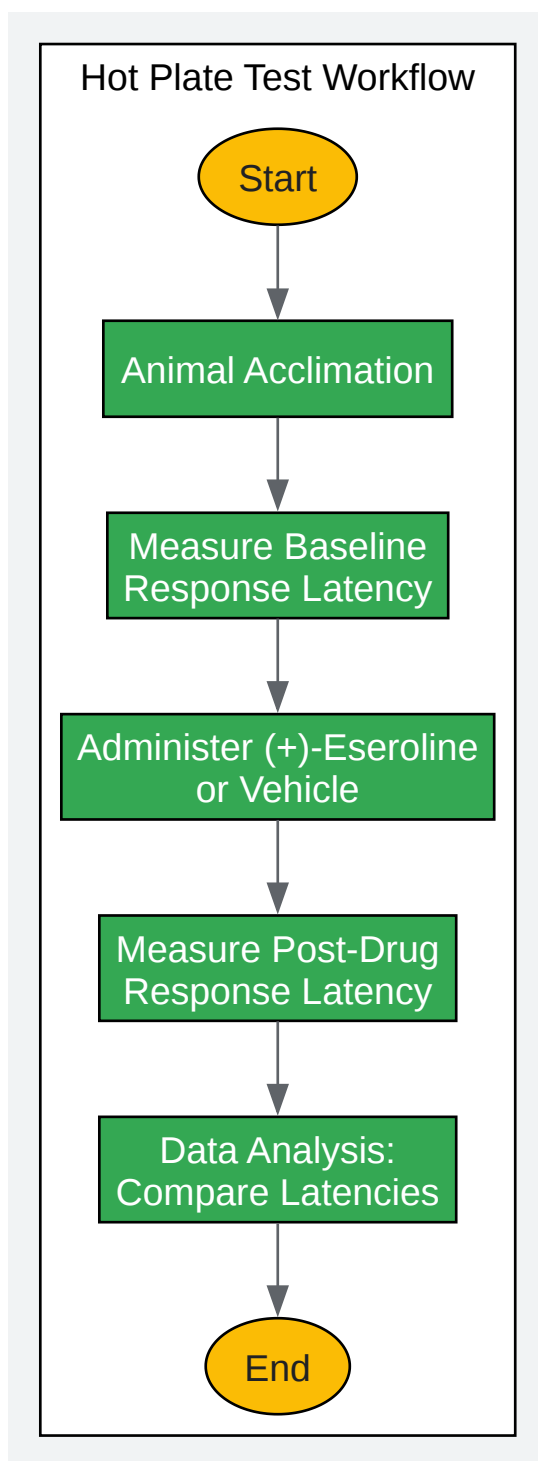 Hot Plate Test Workflow
Start
Animal Acclimation
Measure Baseline
Response Latency
Administer (+)-Eseroline
or Vehicle
Measure Post-Drug
Response Latency
Data Analysis:
Compare Latencies
End